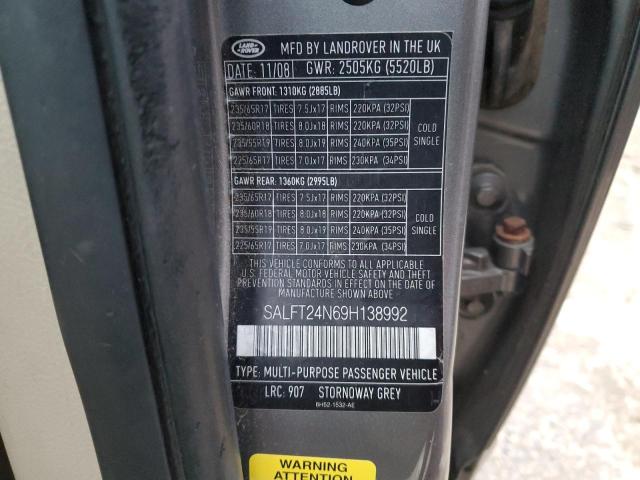 LAND ROVER
MFD BY LANDROVER IN THE UK
DATE: 11/08 GWR: 2505KG (5520LB)
GAWR FRONT: 1310KG (2885LB)
235/65R17 TIRES 7.5Jx17 RIMS 220KPA (32PSI)
235/60R18 TIRES 8.0Jx18 RIMS 220KPA (32PSI)
235/55R19 TIRES 8.0Jx19 RIMS 240KPA (35PSI)
225/65R17 TIRES 7.0Jx17 RIMS 230KPA (34PSI)
COLD
SINGLE
GAWR REAR: 1360KG (2995LB)
235/65R17 TIRES 7.5Jx17 RIMS 220KPA (32PSI)
235/60R18 TIRES 8.0Jx18 RIMS 220KPA (32PSI)
235/55R19 TIRES 8.0Jx19 RIMS 240KPA (35PSI)
225/65R17 TIRES 7.0Jx17 RIMS 230KPA (34PSI)
COLD
SINGLE
THIS VEHICLE CONFORMS TO ALL APPLICABLE
U.S. FEDERAL MOTOR VEHICLE SAFETY AND THEFT
PREVENTION STANDARDS IN EFFECT ON THE DATE
OF MANUFACTURE SHOWN ABOVE
SALFT24N69H138992
TYPE: MULTI-PURPOSE PASSENGER VEHICLE
LRC: 907 STORNOWAY GREY
BH52-1532-AE
WARNING
ATTENTION